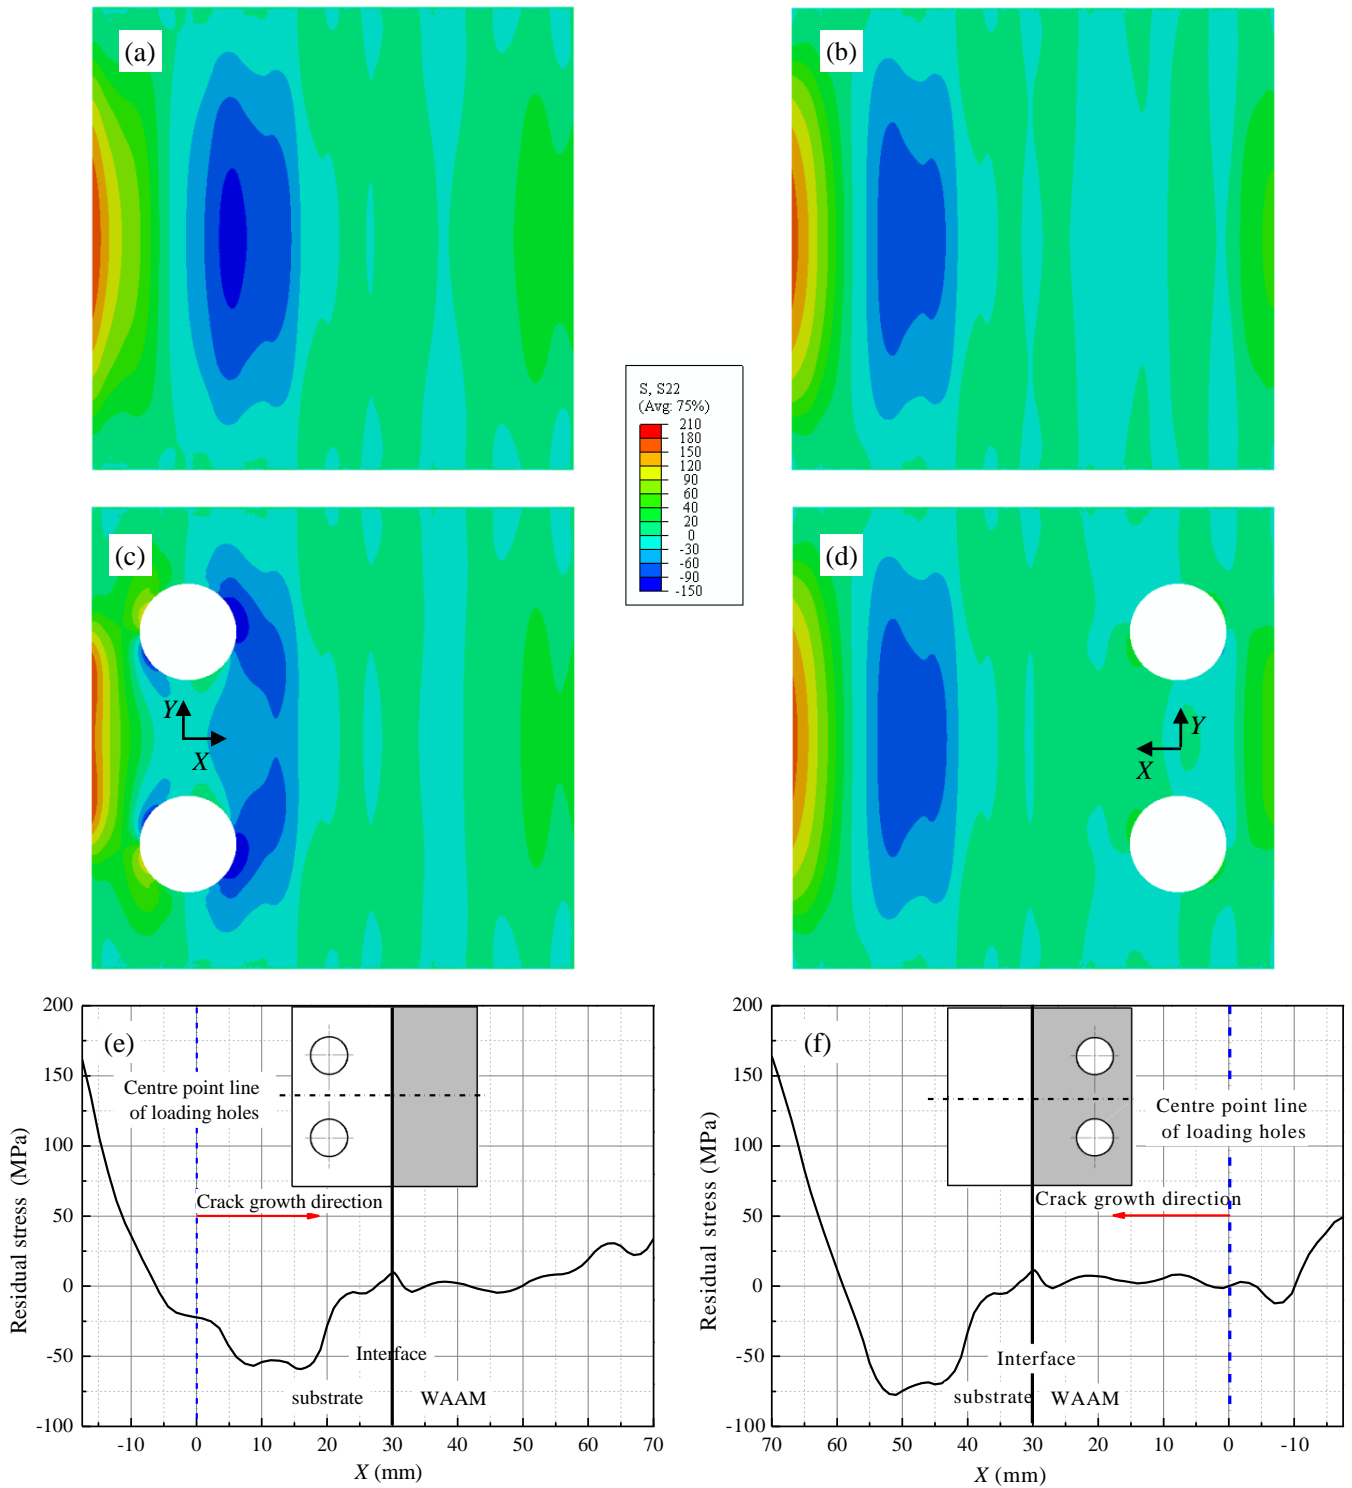 (a)
(b)
S, S22
(Avg: 75%)
210
180
150
120
90
60
40
20
0
-30
-60
-90
-150
(c)
Y
X
(d)
Y
X
(e)
200
150
100
50
0
-50
-100
Residual stress (MPa)
Centre point line
of loading holes
Crack growth direction
Interface
substrate
WAAM
-10
0
10
20
30
40
50
60
70
X (mm)
(f)
200
150
100
50
0
-50
-100
Residual stress (MPa)
Centre point line
of loading holes
Crack growth direction
Interface
substrate
WAAM
70
60
50
40
30
20
10
0
-10
X (mm)